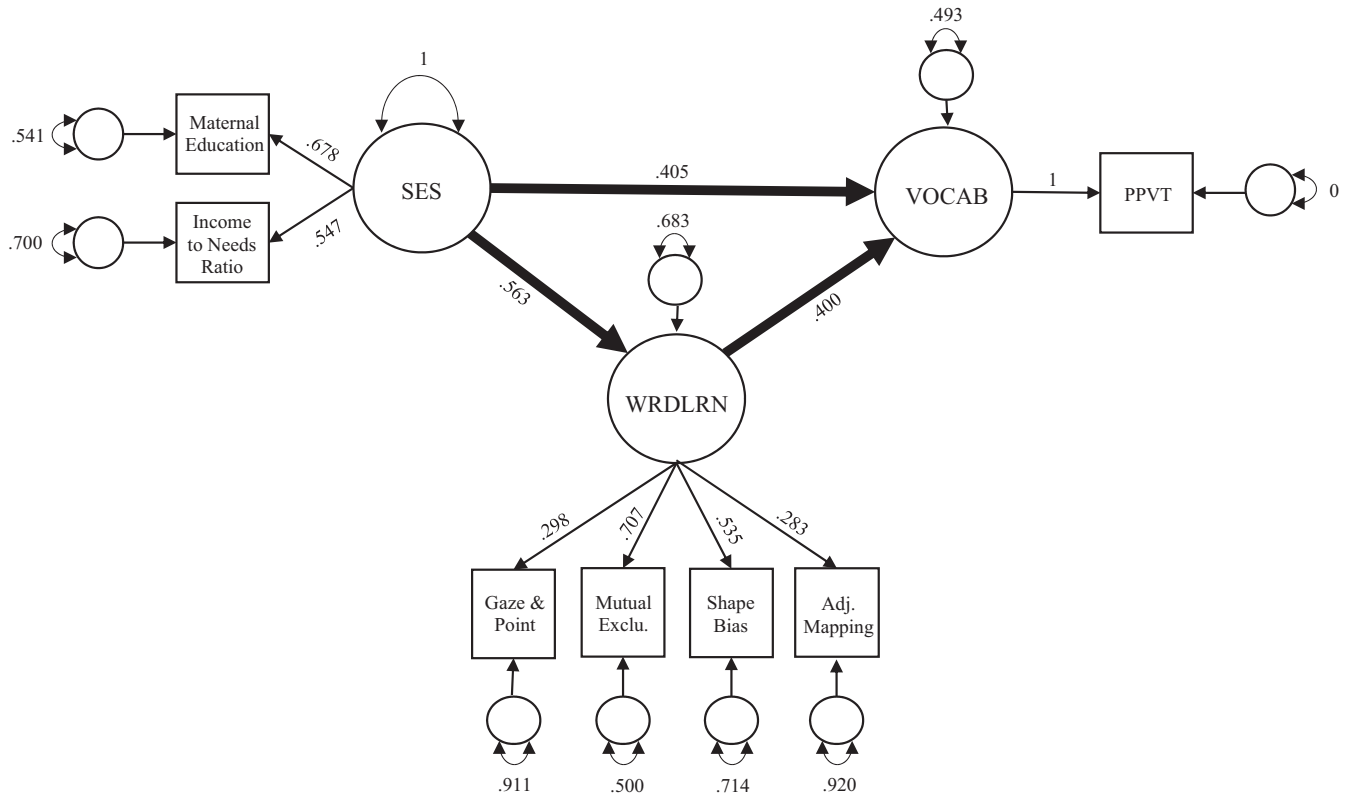 .493
1
.541
Maternal
Education
.678
SES
.405
VOCAB
1
PPVT
0
.700
Income
to Needs
Ratio
.547
.683
.563
.400
WRDLRN
.298
.707
.535
.283
Gaze &
Point
Mutual
Exclu.
Shape
Bias
Adj.
Mapping
.911
.500
.714
.920